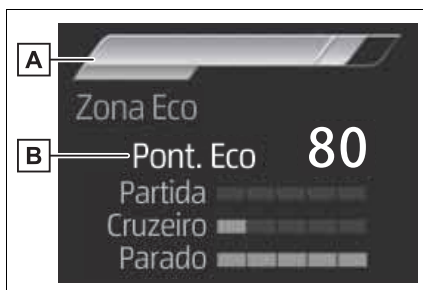 A
Zona Eco
B
Pont. Eco 80
Partida
Cruzeiro
Parado